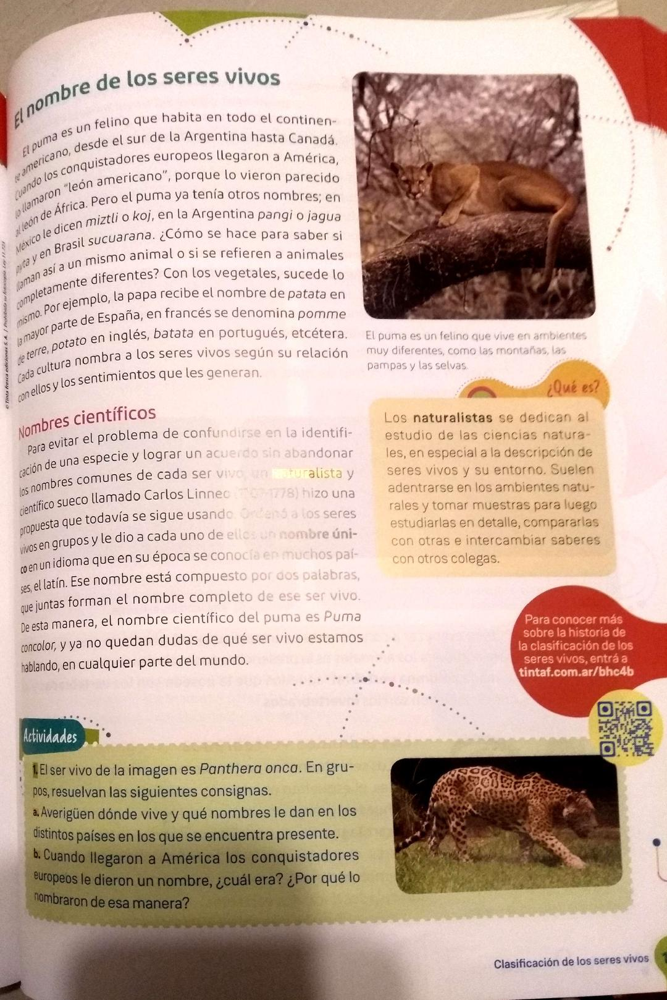 El nombre de los seres vivos
El puma es un felino que habita en todo el continen-
te americano, desde el sur de la Argentina hasta Canadá.
Cuando los conquistadores europeos llegaron a América,
lo llamaron "león americano", porque lo vieron parecido
al león de África. Pero el puma ya tenía otros nombres; en
México le dicen miztli o koj, en la Argentina pangi o jagua
pyta y en Brasil sucuarana. ¿Cómo se hace para saber si
llaman así a un mismo animal o si se refieren a animales
completamente diferentes? Con los vegetales, sucede lo
mismo. Por ejemplo, la papa recibe el nombre de patata en
la mayor parte de España, en francés se denomina pomme
de terre, potato en inglés, batata en portugués, etcétera.
Cada cultura nombra a los seres vivos según su relación
con ellos y los sentimientos que les generan.
El puma es un felino que vive en ambientes
muy diferentes, como las montañas, las
pampas y las selvas.
© Tinta fresca ediciones S. A. | Prohibida su fotocopia. Ley 11.723
Nombres científicos
Para evitar el problema de confundirse en la identifi-
cación de una especie y lograr un acuerdo sin abandonar
los nombres comunes de cada ser vivo, un naturalista y
científico sueco llamado Carlos Linneo (1707-1778) hizo una
propuesta que todavía se sigue usando. Ordenó a los seres
vivos en grupos y le dio a cada uno de ellos un nombre úni-
co en un idioma que en su época se conocía en muchos paí-
ses, el latín. Ese nombre está compuesto por dos palabras,
que juntas forman el nombre completo de ese ser vivo.
De esta manera, el nombre científico del puma es Puma
concolor, y ya no quedan dudas de qué ser vivo estamos
hablando, en cualquier parte del mundo.
¿Qué es?
Los naturalistas se dedican al
estudio de las ciencias natura-
les, en especial a la descripción de
seres vivos y su entorno. Suelen
adentrarse en los ambientes natu-
rales y tomar muestras para luego
estudiarlas en detalle, compararlas
con otras e intercambiar saberes
con otros colegas.
Para conocer más
sobre la historia de
la clasificación de los
seres vivos, entrá a
tintaf.com.ar/bhc4b
Actividades
1. El ser vivo de la imagen es Panthera onca. En gru-
pos, resuelvan las siguientes consignas.
a. Averigüen dónde vive y qué nombres le dan en los
distintos países en los que se encuentra presente.
b. Cuando llegaron a América los conquistadores
europeos le dieron un nombre, ¿cuál era? ¿Por qué lo
nombraron de esa manera?
Clasificación de los seres vivos